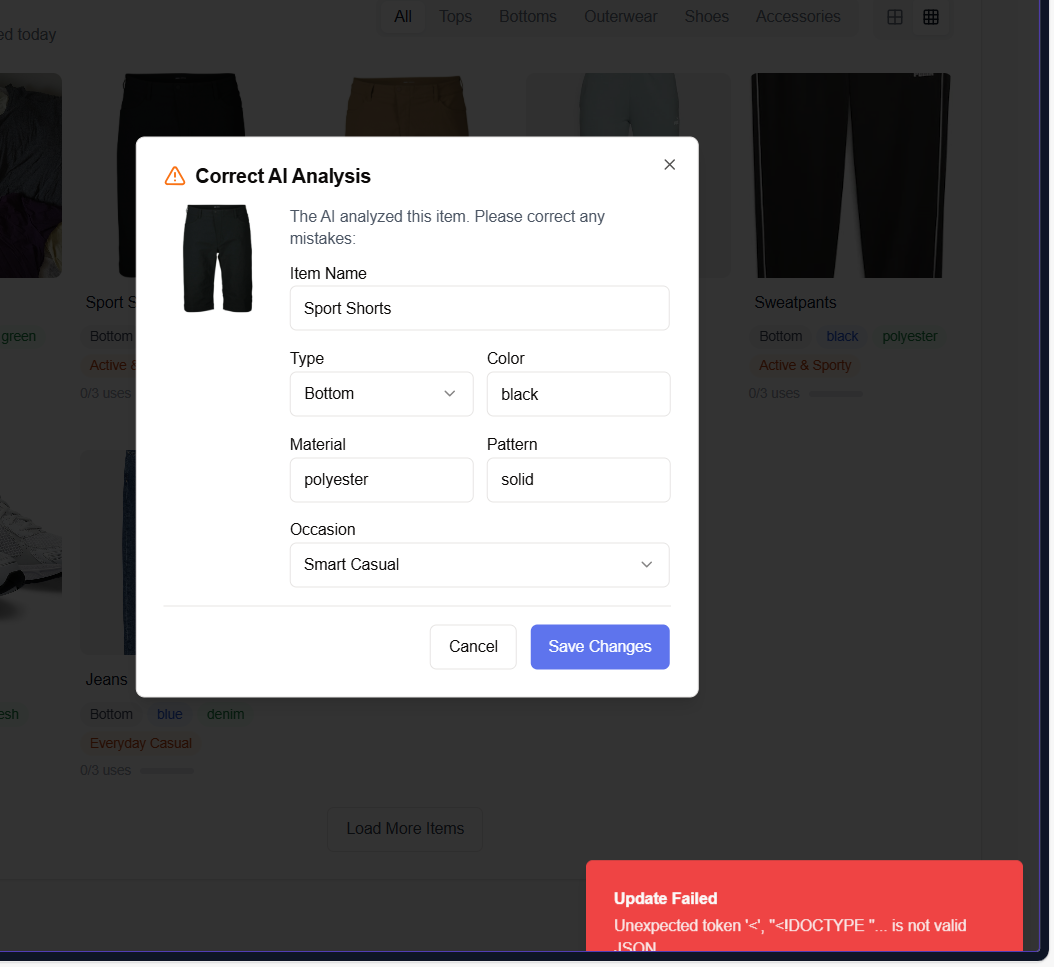 All Tops Bottoms Outerwear Shoes Accessories
ed today
Correct AI Analysis
The AI analyzed this item. Please correct any
mistakes:
Item Name
Sport Shorts
Type Color
Bottom black
Material Pattern
polyester solid
Occasion
Smart Casual
Cancel Save Changes
Sport S
green Bottom
Active &
0/3 uses
Sweatpants
Bottom black polyester
Active & Sporty
0/3 uses
Jeans
esh Bottom blue denim
Everyday Casual
0/3 uses
Load More Items
Update Failed
Unexpected token '<', "<!DOCTYPE "... is not valid
JSON